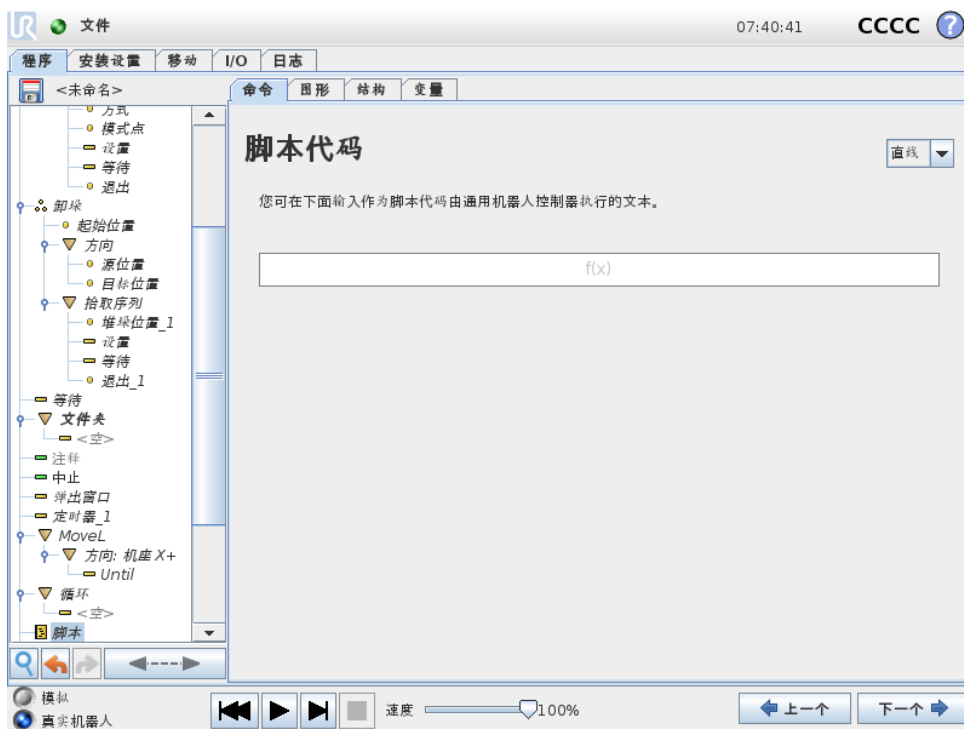 UR 文件 07:40:41 CCCC ?
程序 安装设置 移动 I/O 日志
<未命名>
命令 图形 结构 变量
方式
模式点
设置
等待
退出
卸垛
起始位置
方向
源位置
目标位置
拾取序列
堆垛位置_1
设置
等待
退出_1
等待
文件夹
<空>
注释
中止
弹出窗口
定时器_1
MoveL
方向: 机座 X+
Until
循环
<空>
脚本
脚本代码
直线
您可在下面输入作为脚本代码由通用机器人控制器执行的文本。
f(x)
模拟
真实机器人
速度 100%
上一个
下一个